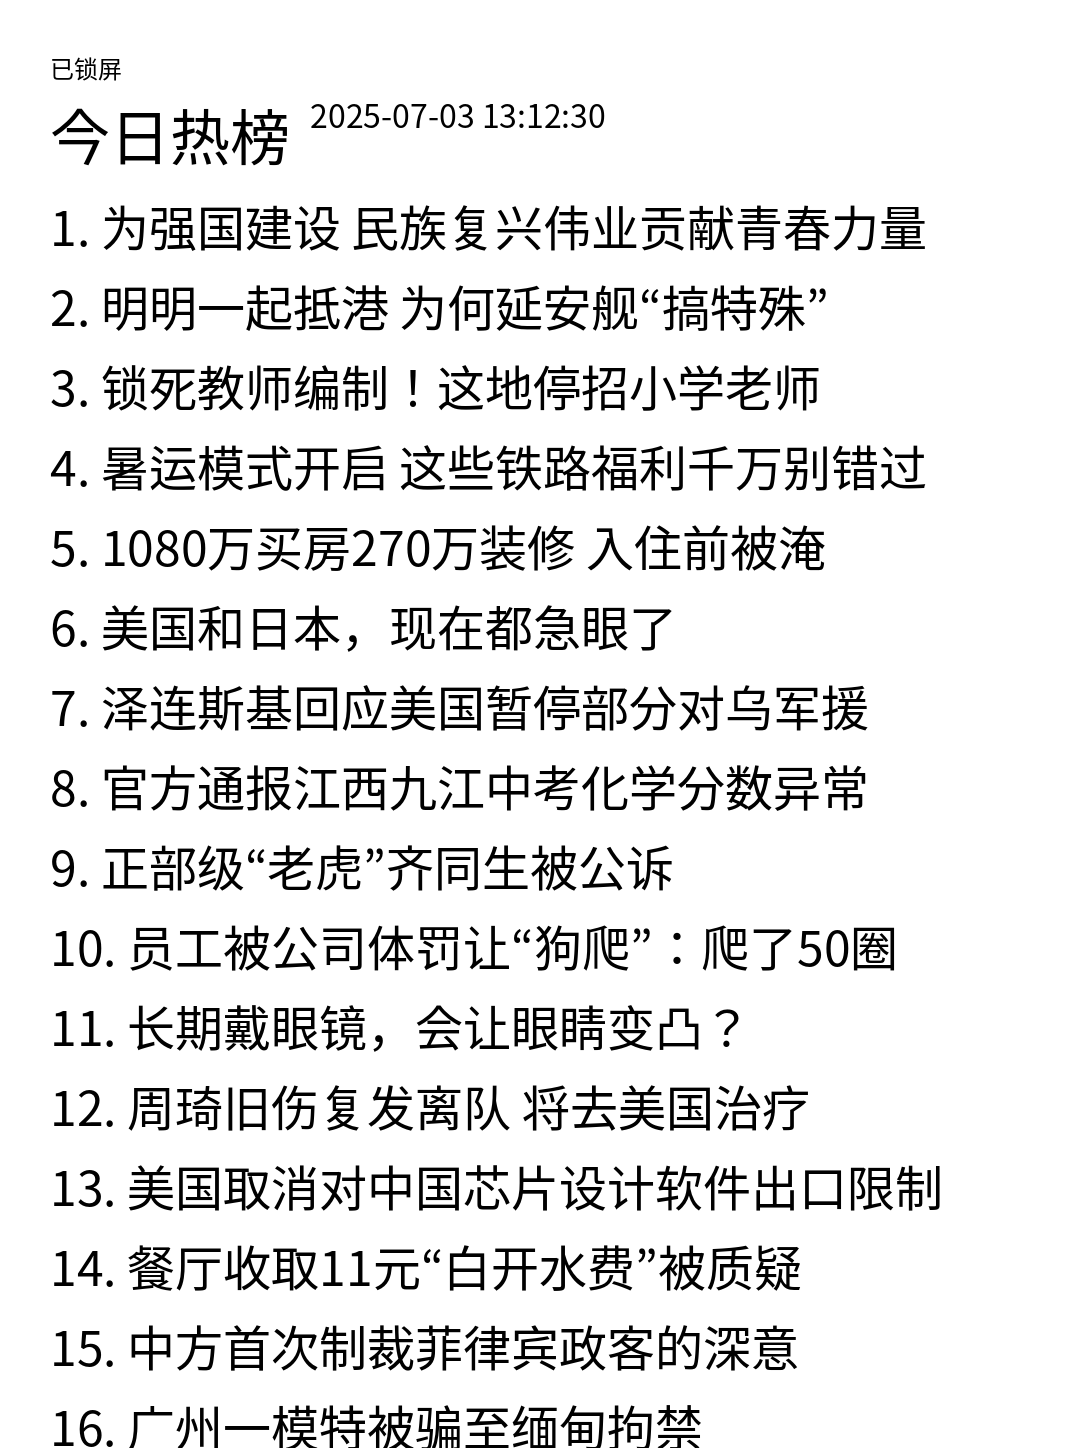 已锁屏
今日热榜 2025-07-03 13:12:30
1. 为强国建设 民族复兴伟业贡献青春力量
2. 明明一起抵港 为何延安舰“搞特殊”
3. 锁死教师编制！这地停招小学老师
4. 暑运模式开启 这些铁路福利千万别错过
5. 1080万买房270万装修 入住前被淹
6. 美国和日本，现在都急眼了
7. 泽连斯基回应美国暂停部分对乌军援
8. 官方通报江西九江中考化学分数异常
9. 正部级“老虎”齐同生被公诉
10. 员工被公司体罚让“狗爬”：爬了50圈
11. 长期戴眼镜，会让眼睛变凸？
12. 周琦旧伤复发离队 将去美国治疗
13. 美国取消对中国芯片设计软件出口限制
14. 餐厅收取11元“白开水费”被质疑
15. 中方首次制裁菲律宾政客的深意
16. 广州一模特被骗至缅甸拘禁